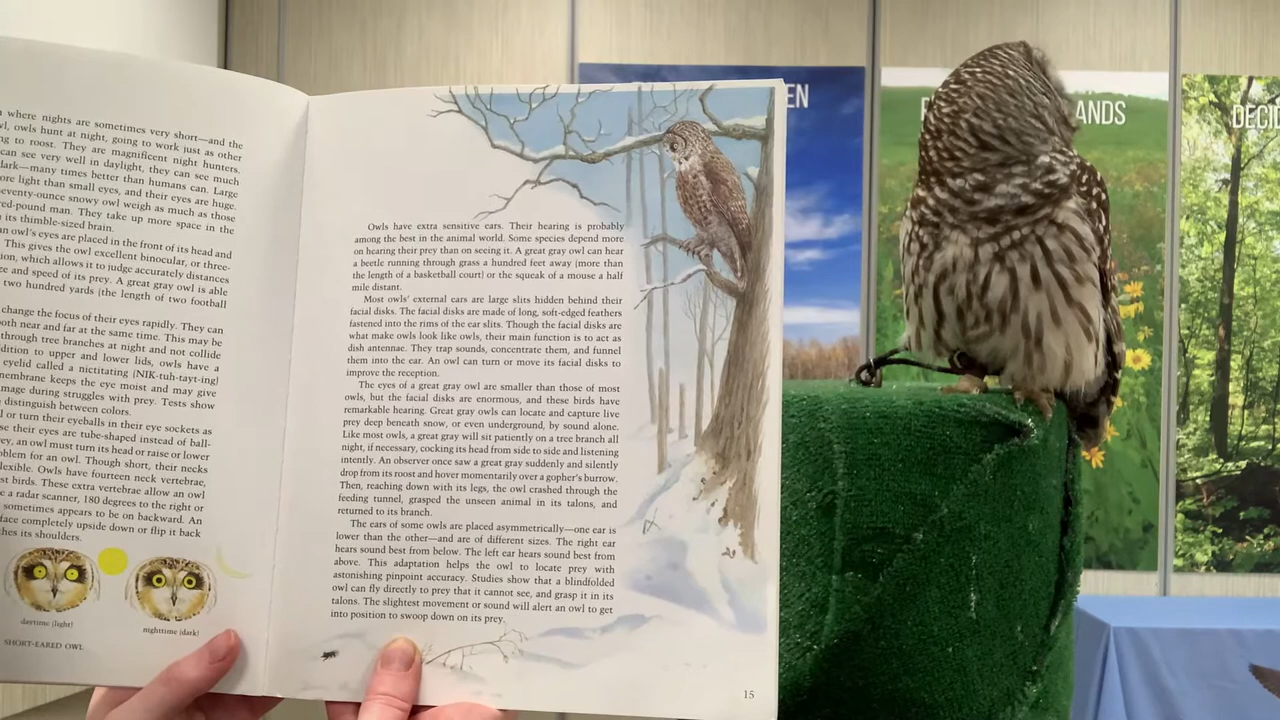 where nights are sometimes very short—and the
owls hunt at night, going to work just as other
to roost. They are magnificent night hunters,
can see very well in daylight, they can see much
dark—many times better than humans can. Large
more light than small eyes, and their eyes are huge.
seventy-ounce snowy owl weigh as much as those
pound man. They take up more space in the
its thimble-sized brain.
an owl's eyes are placed in the front of its head and
This gives the owl excellent binocular, or three-
which allows it to judge accurately distances
and speed of its prey. A great gray owl is able
two hundred yards (the length of two football
change the focus of their eyes rapidly. They can
both near and far at the same time. This may be
through tree branches at night and not collide
addition to upper and lower lids, owls have a
eyelid called a nictitating (NIK-tuh-tayt-ing)
membrane keeps the eye moist and may give
damage during struggles with prey. Tests show
distinguish between colors.
or turn their eyeballs in their eye sockets as
their eyes are tube-shaped instead of ball-
an owl must turn its head or raise or lower
problem for an owl. Though short, their necks
flexible. Owls have fourteen neck vertebrae,
most birds. These extra vertebrae allow an owl
a radar scanner, 180 degrees to the right or
sometimes appears to be on backward. An
face completely upside down or flip it back
its shoulders.
daytime (light)
nighttime (dark)
SHORT-EARED OWL
Owls have extra sensitive ears. Their hearing is probably
among the best in the animal world. Some species depend more
on hearing their prey than on seeing it. A great gray owl can hear
a beetle running through grass a hundred feet away (more than
the length of a basketball court) or the squeak of a mouse a half
mile distant.
Most owls' external ears are large slits hidden behind their
facial disks. The facial disks are made of long, soft-edged feathers
fastened into the rims of the ear slits. Though the facial disks are
what make owls look like owls, their main function is to act as
dish antennae. They trap sounds, concentrate them, and funnel
them into the ear. An owl can turn or move its facial disks to
improve the reception.
The eyes of a great gray owl are smaller than those of most
owls, but the facial disks are enormous, and these birds have
remarkable hearing. Great gray owls can locate and capture live
prey deep beneath snow, or even underground, by sound alone.
Like most owls, a great gray will sit patiently on a tree branch all
night, if necessary, cocking its head from side to side and listening
intently. An observer once saw a great gray suddenly and silently
drop from its roost and hover momentarily over a gopher's burrow.
Then, reaching down with its legs, the owl crashed through the
feeding tunnel, grasped the unseen animal in its talons, and
returned to its branch.
The ears of some owls are placed asymmetrically—one ear is
lower than the other—and are of different sizes. The right ear
hears sound best from below. The left ear hears sound best from
above. This adaptation helps the owl to locate prey with
astonishing pinpoint accuracy. Studies show that a blindfolded
owl can fly directly to prey that it cannot see, and grasp it in its
talons. The slightest movement or sound will alert an owl to get
into position to swoop down on its prey.
15
EN
ANDS
DECID